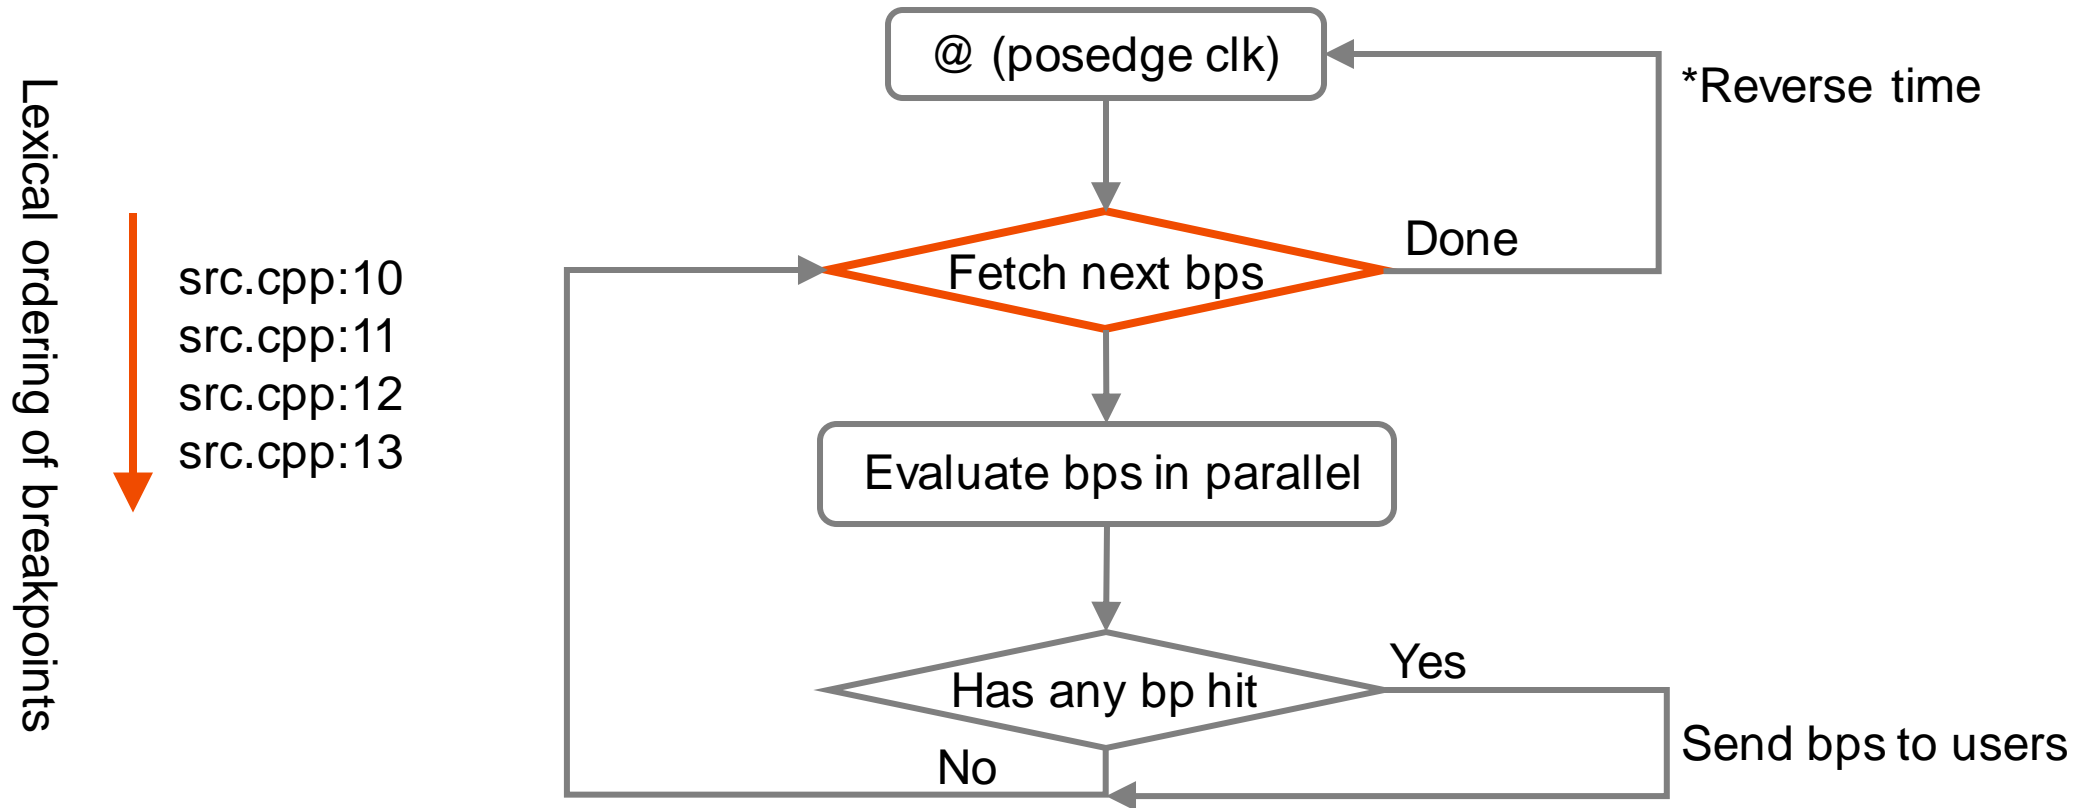 Lexical ordering of breakpoints
src.cpp:10
src.cpp:11
src.cpp:12
src.cpp:13
@ (posedge clk)
*Reverse time
Fetch next bps
Done
Evaluate bps in parallel
Has any bp hit
Yes
No
Send bps to users